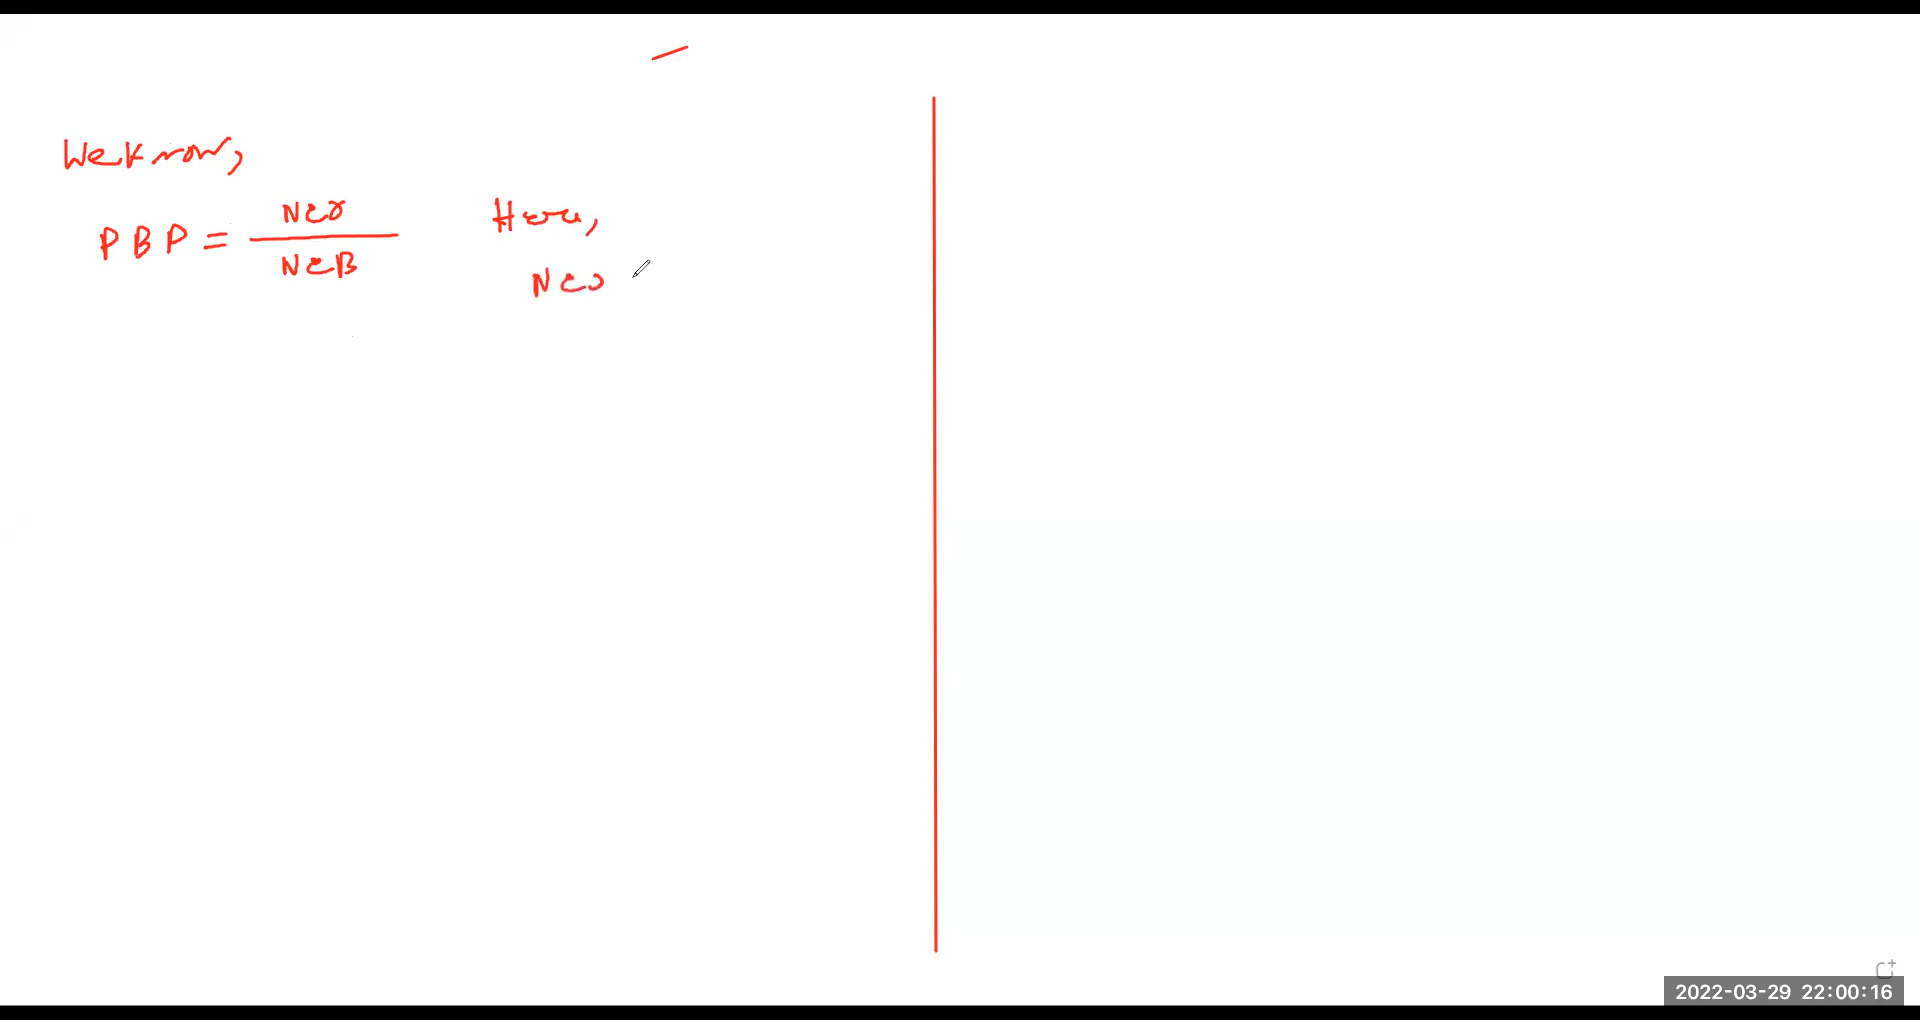 We know,
PBP = NCO / NCB
Here,
NCO
2022-03-29 22:00:16